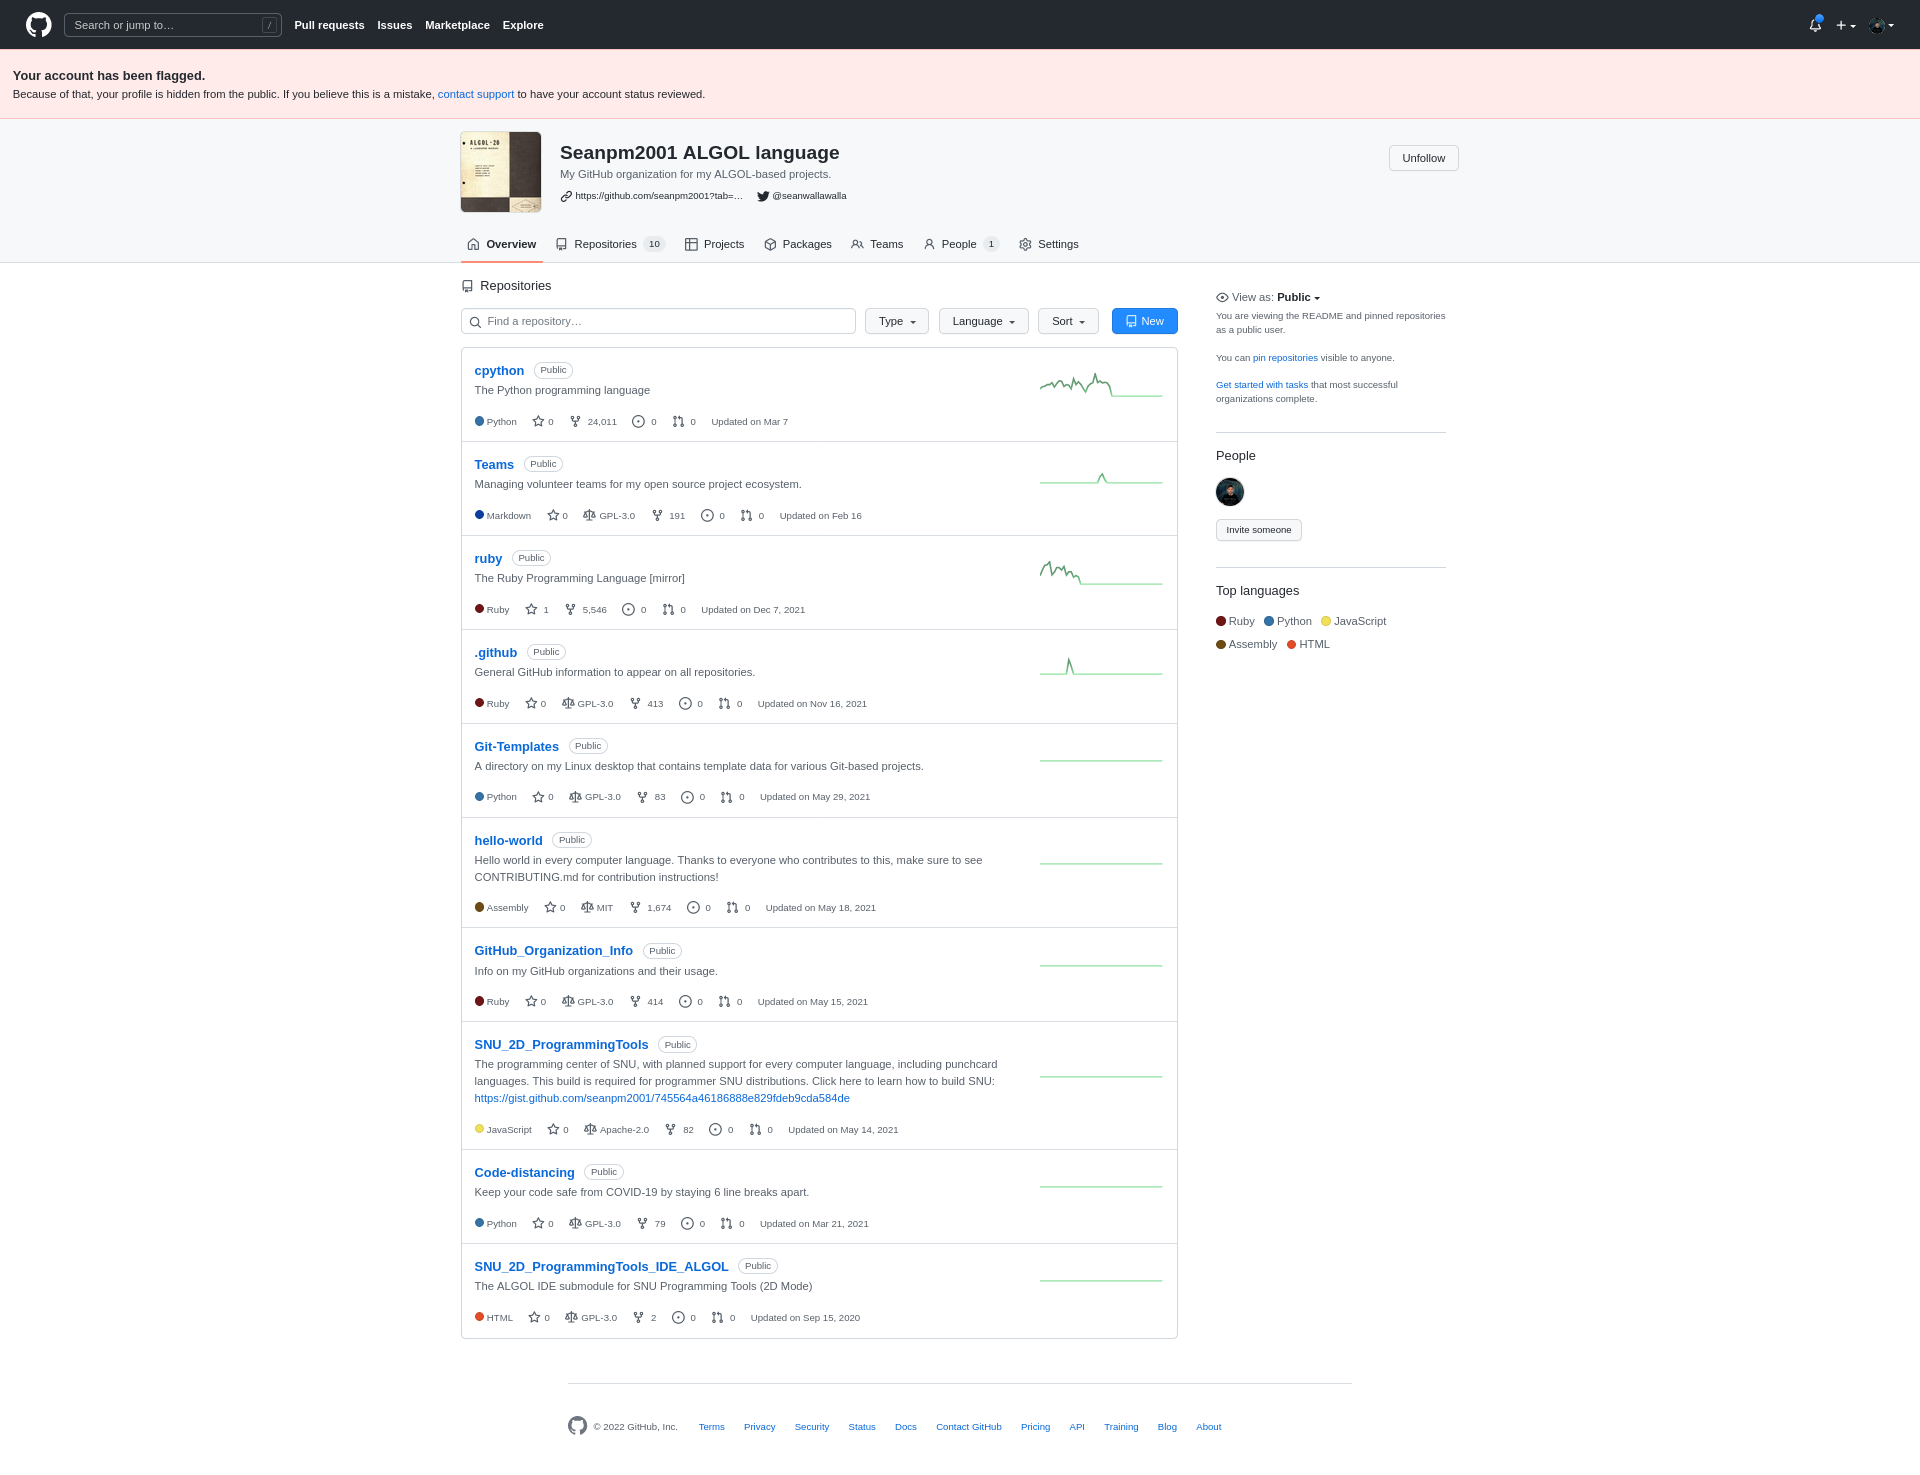 Search or jump to… /
Pull requests Issues Marketplace Explore
Your account has been flagged.
Because of that, your profile is hidden from the public. If you believe this is a mistake, contact support to have your account status reviewed.
ALGOL-20
Seanpm2001 ALGOL language
Unfollow
My GitHub organization for my ALGOL-based projects.
https://github.com/seanpm2001?tab=… @seanwallawalla
Overview Repositories 10 Projects Packages Teams People 1 Settings
Repositories
Find a repository… Type Language Sort New
cpython Public
The Python programming language
Python 0 24,011 0 0 Updated on Mar 7
Teams Public
Managing volunteer teams for my open source project ecosystem.
Markdown 0 GPL-3.0 191 0 0 Updated on Feb 16
ruby Public
The Ruby Programming Language [mirror]
Ruby 1 5,546 0 0 Updated on Dec 7, 2021
.github Public
General GitHub information to appear on all repositories.
Ruby 0 GPL-3.0 413 0 0 Updated on Nov 16, 2021
Git-Templates Public
A directory on my Linux desktop that contains template data for various Git-based projects.
Python 0 GPL-3.0 83 0 0 Updated on May 29, 2021
hello-world Public
Hello world in every computer language. Thanks to everyone who contributes to this, make sure to see
CONTRIBUTING.md for contribution instructions!
Assembly 0 MIT 1,674 0 0 Updated on May 18, 2021
GitHub_Organization_Info Public
Info on my GitHub organizations and their usage.
Ruby 0 GPL-3.0 414 0 0 Updated on May 15, 2021
SNU_2D_ProgrammingTools Public
The programming center of SNU, with planned support for every computer language, including punchcard
languages. This build is required for programmer SNU distributions. Click here to learn how to build SNU:
https://gist.github.com/seanpm2001/745564a46186888e829fdeb9cda584de
JavaScript 0 Apache-2.0 82 0 0 Updated on May 14, 2021
Code-distancing Public
Keep your code safe from COVID-19 by staying 6 line breaks apart.
Python 0 GPL-3.0 79 0 0 Updated on Mar 21, 2021
SNU_2D_ProgrammingTools_IDE_ALGOL Public
The ALGOL IDE submodule for SNU Programming Tools (2D Mode)
HTML 0 GPL-3.0 2 0 0 Updated on Sep 15, 2020
View as: Public
You are viewing the README and pinned repositories
as a public user.
You can pin repositories visible to anyone.
Get started with tasks that most successful
organizations complete.
People
Invite someone
Top languages
Ruby Python JavaScript
Assembly HTML
© 2022 GitHub, Inc. Terms Privacy Security Status Docs Contact GitHub Pricing API Training Blog About